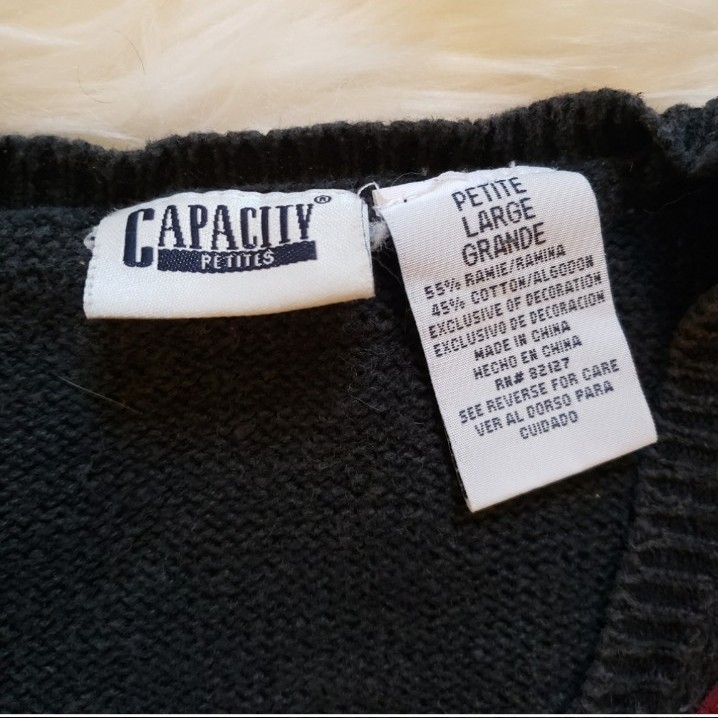 CAPACITY®
PETITES
PETITE
LARGE
GRANDE
55% RAMIE/RAMINA
45% COTTON/ALGODON
EXCLUSIVE OF DECORATION
EXCLUSIVO DE DECORACION
MADE IN CHINA
HECHO EN CHINA
RN# 82127
SEE REVERSE FOR CARE
VER AL DORSO PARA
CUIDADO